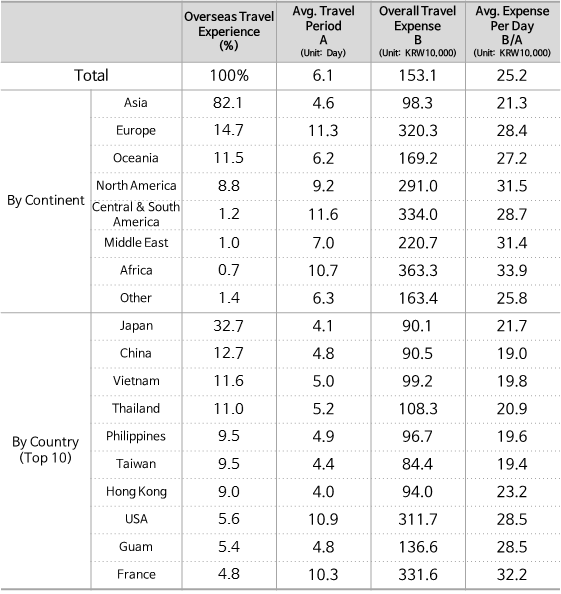 Overseas Travel Experience (%) Avg. Travel Period A (Unit: Day) Overall Travel Expense B (Unit: KRW10,000) Avg. Expense Per Day B/A (Unit: KRW10,000)
Total 100% 6.1 153.1 25.2
By Continent
Asia 82.1 4.6 98.3 21.3
Europe 14.7 11.3 320.3 28.4
Oceania 11.5 6.2 169.2 27.2
North America 8.8 9.2 291.0 31.5
Central & South America 1.2 11.6 334.0 28.7
Middle East 1.0 7.0 220.7 31.4
Africa 0.7 10.7 363.3 33.9
Other 1.4 6.3 163.4 25.8
By Country (Top 10)
Japan 32.7 4.1 90.1 21.7
China 12.7 4.8 90.5 19.0
Vietnam 11.6 5.0 99.2 19.8
Thailand 11.0 5.2 108.3 20.9
Philippines 9.5 4.9 96.7 19.6
Taiwan 9.5 4.4 84.4 19.4
Hong Kong 9.0 4.0 94.0 23.2
USA 5.6 10.9 311.7 28.5
Guam 5.4 4.8 136.6 28.5
France 4.8 10.3 331.6 32.2